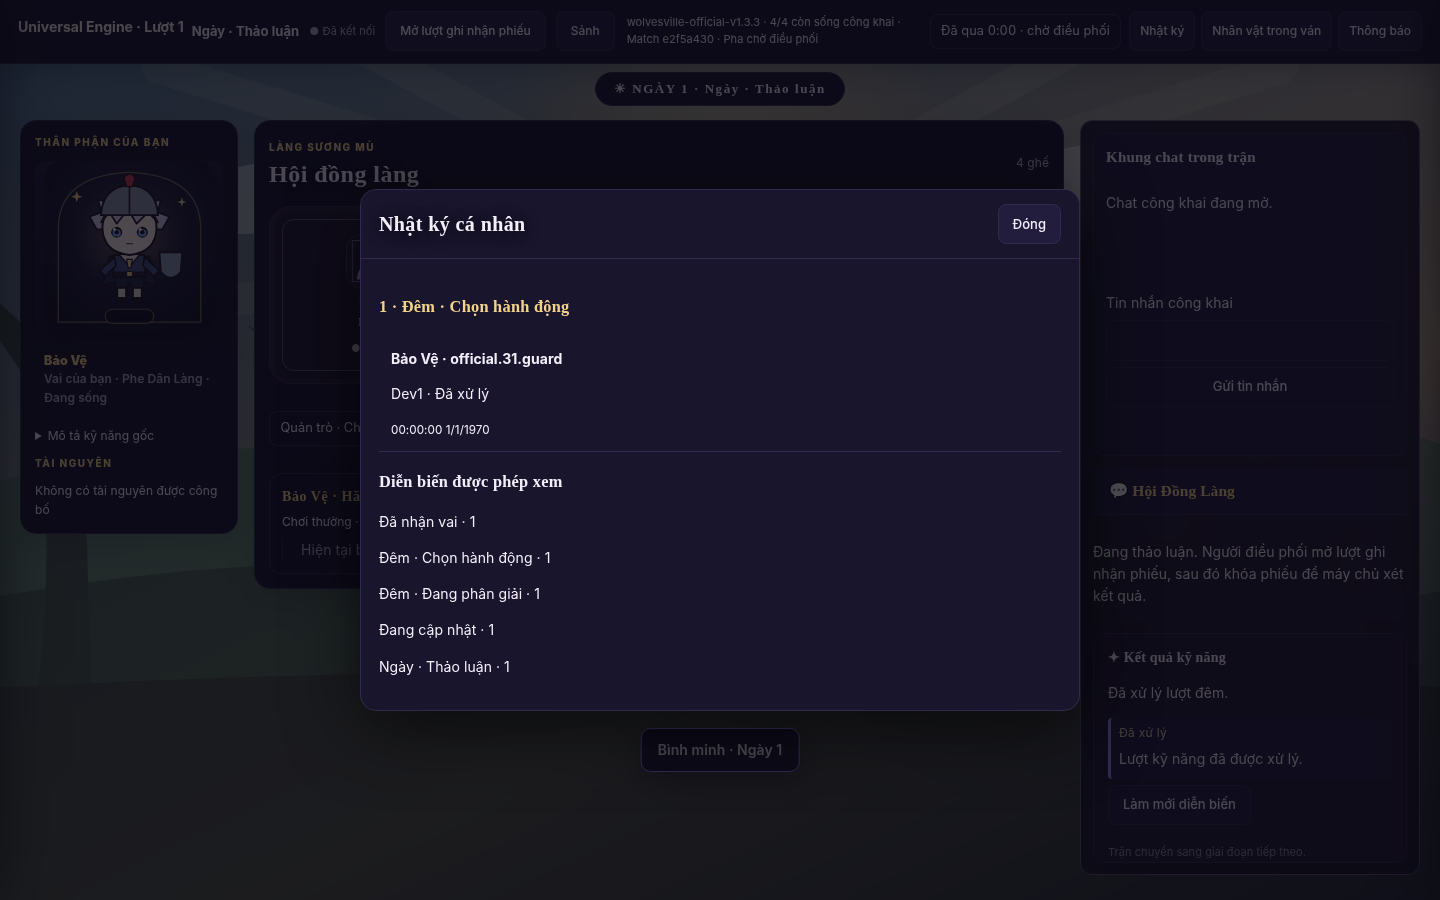 Universal Engine · Lượt 1
Ngày · Thảo luận
Đã kết nối
Mở lượt ghi nhận phiếu
Sảnh
wolvesville-official-v1.3.3 · 4/4 còn sống công khai ·
Match e2f5a430 · Pha chờ điều phối
Đã qua 0:00 · chờ điều phối
Nhật ký
Nhân vật trong ván
Thông báo
☀ NGÀY 1 · Ngày · Thảo luận
THÂN PHẬN CỦA BẠN
Bảo Vệ
Vai của bạn · Phe Dân Làng ·
Đang sống
▶ Mô tả kỹ năng gốc
TÀI NGUYÊN
Không có tài nguyên được công
bố
LÀNG SƯƠNG MÙ
Hội đồng làng
4 ghế
Quản trò · Ch
Bảo Vệ · Hã
Chơi thường ·
Hiện tại b
Nhật ký cá nhân
Đóng
1 · Đêm · Chọn hành động
Bảo Vệ · official.31.guard
Dev1 · Đã xử lý
00:00:00 1/1/1970
Diễn biến được phép xem
Đã nhận vai · 1
Đêm · Chọn hành động · 1
Đêm · Đang phân giải · 1
Đang cập nhật · 1
Ngày · Thảo luận · 1
Bình minh · Ngày 1
Khung chat trong trận
Chat công khai đang mở.
Tin nhắn công khai
Gửi tin nhắn
💬 Hội Đồng Làng
Đang thảo luận. Người điều phối mở lượt ghi
nhận phiếu, sau đó khóa phiếu để máy chủ xét
kết quả.
✦ Kết quả kỹ năng
Đã xử lý lượt đêm.
Đã xử lý
Lượt kỹ năng đã được xử lý.
Làm mới diễn biến
Trận chuyển sang giai đoạn tiếp theo.